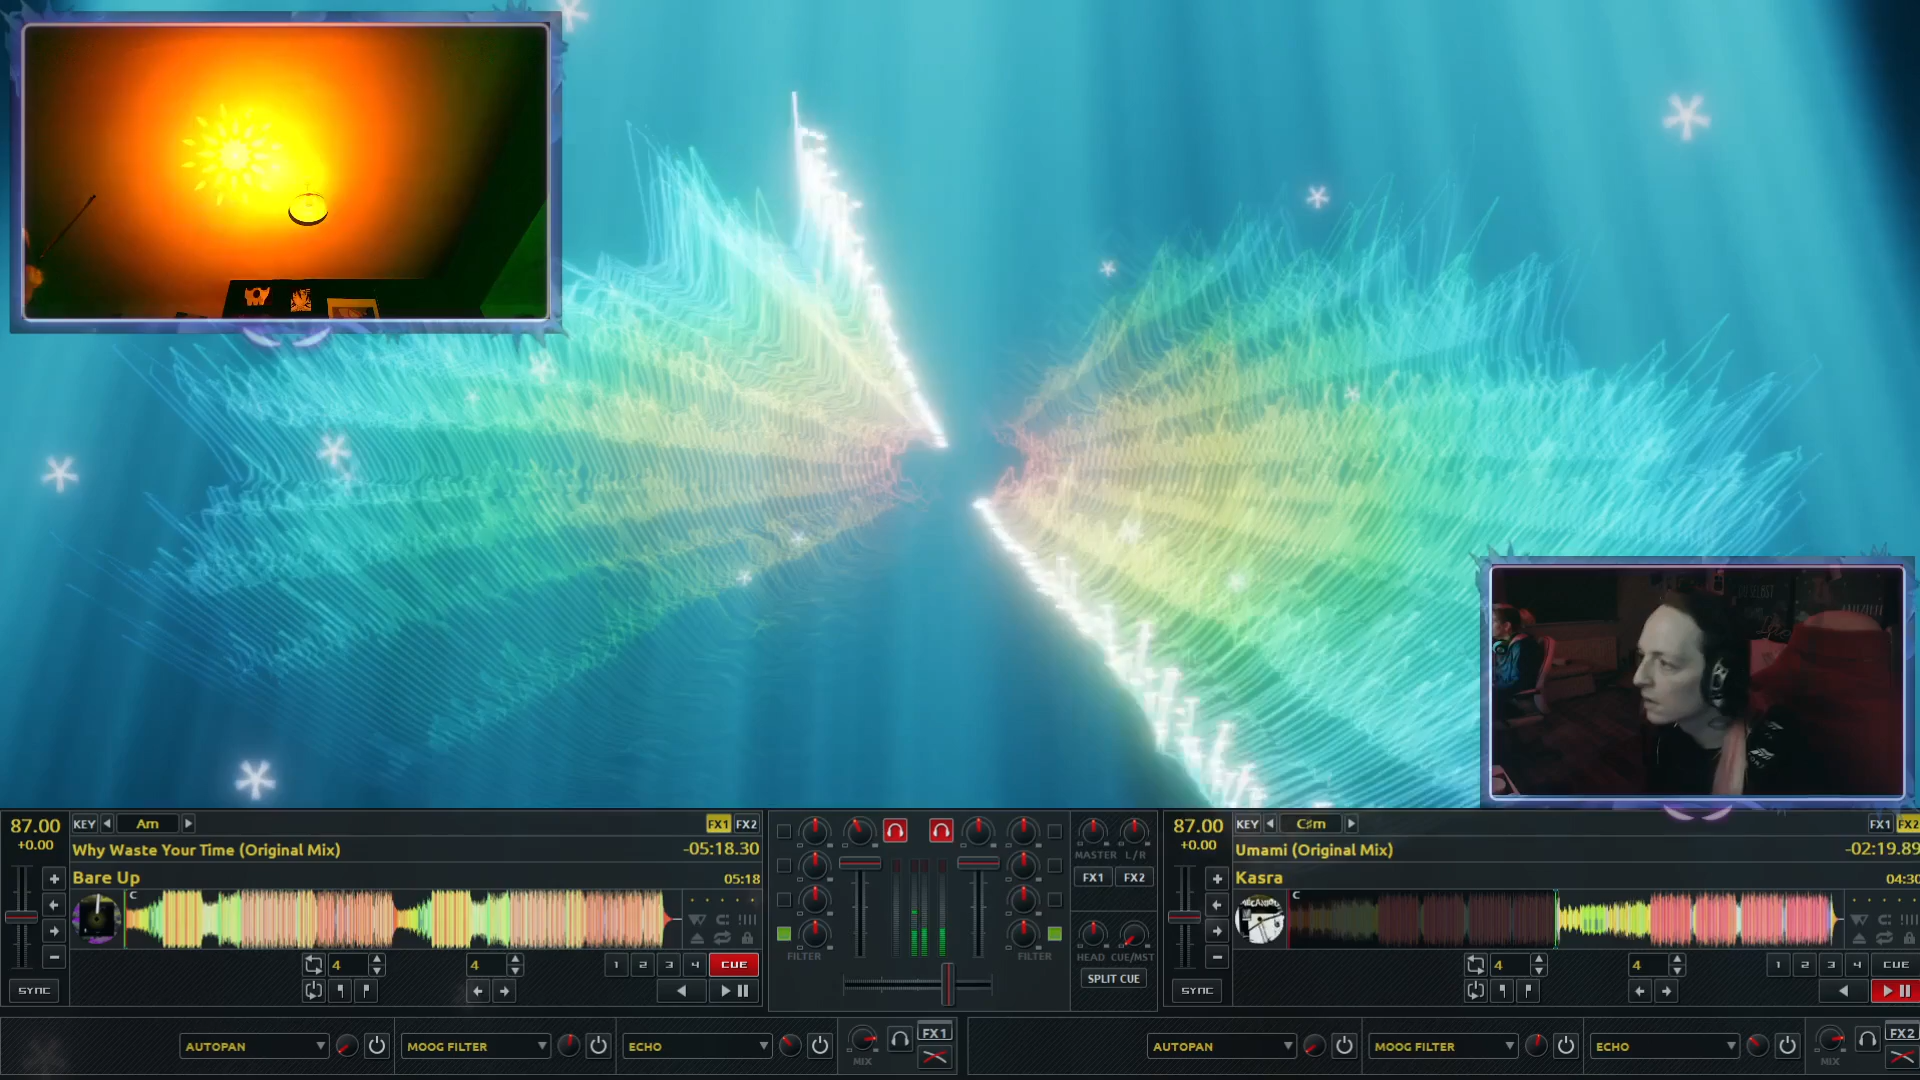 87.00
+0.00
KEY
Am
FX1 FX2
Why Waste Your Time (Original Mix)
-05:18.30
Bare Up
05:18
C
4
4
1 2 3 4 CUE
SYNC
FILTER
FILTER
MASTER L/R
FX1 FX2
HEAD CUE/MST
SPLIT CUE
87.00
+0.00
KEY
C#m
FX1 FX2
Umami (Original Mix)
-02:19.89
Kasra
04:30
C
4
4
1 2 3 4 CUE
SYNC
AUTOPAN
MOOG FILTER
ECHO
MIX
FX1
AUTOPAN
MOOG FILTER
ECHO
MIX
FX2